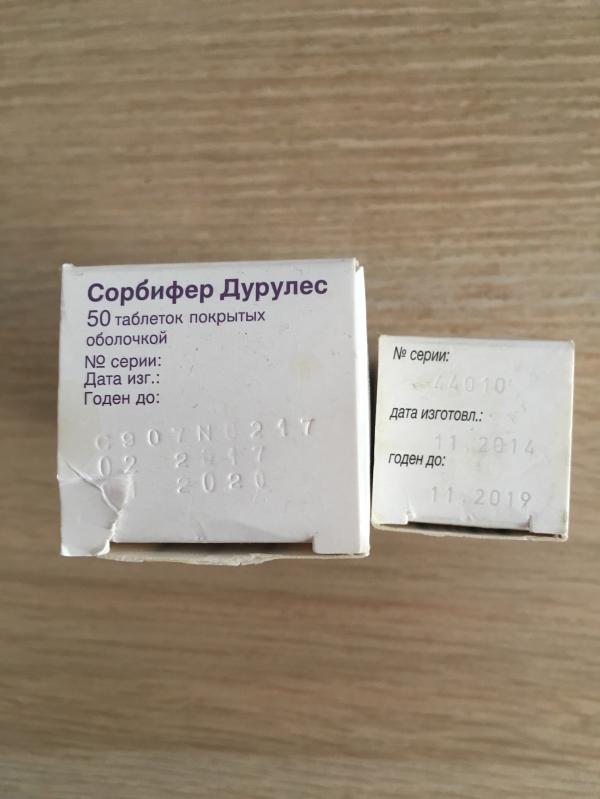 Сорбифер Дурулес
50 таблеток покрытых
оболочкой
№ серии:
Дата изг.:
Годен до:
02 2017
2020
№ серии:
44010
дата изготовл.:
11.2014
годен до:
11.2019